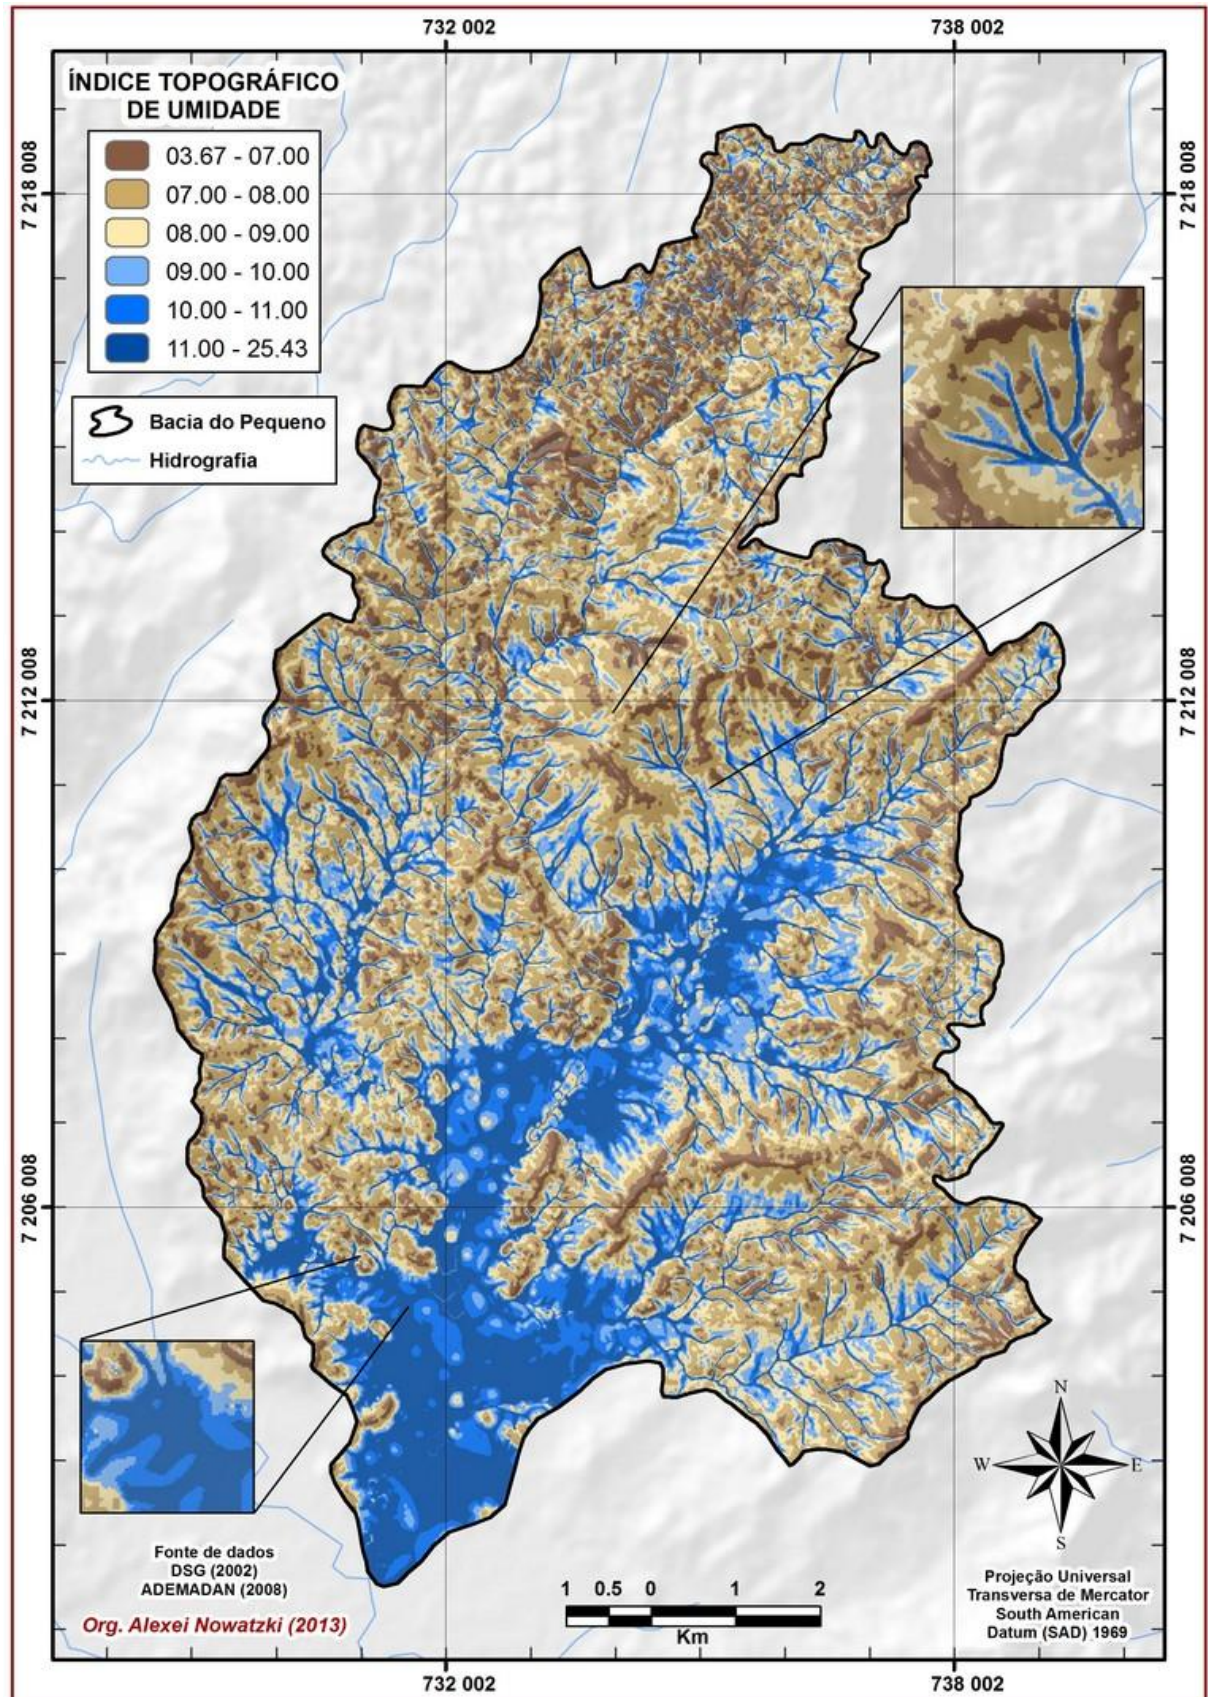 732 002
738 002
ÍNDICE TOPOGRÁFICO
DE UMIDADE
03.67 - 07.00
07.00 - 08.00
08.00 - 09.00
09.00 - 10.00
10.00 - 11.00
11.00 - 25.43
Bacia do Pequeno
Hidrografia
7 218 008
7 218 008
7 212 008
7 212 008
7 206 008
7 206 008
N
W
E
S
Fonte de dados
DSG (2002)
ADEMADAN (2008)
Org. Alexei Nowatzki (2013)
1 0.5 0 1 2
Km
Projeção Universal
Transversa de Mercator
South American
Datum (SAD) 1969
732 002
738 002